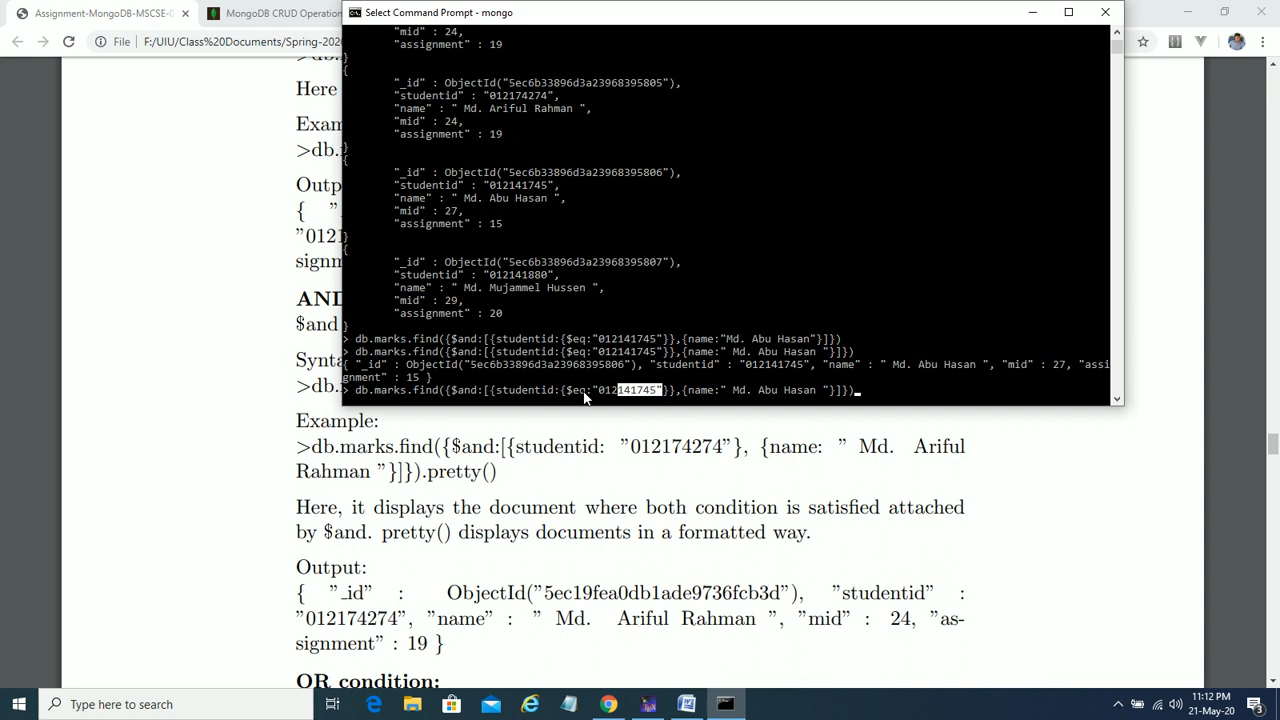 Assignment-MongoDB-MSCSE-0
MongoDB CRUD Operation
Select Command Prompt - mongo
File
F:/UIU/Class%20Documents/Spring-202
"mid" : 24,
"assignment" : 19
}
{
"_id" : ObjectId("5ec6b33896d3a23968395805"),
"studentid" : "012174274",
"name" : " Md. Ariful Rahman ",
"mid" : 24,
"assignment" : 19
}
{
"_id" : ObjectId("5ec6b33896d3a23968395806"),
"studentid" : "012141745",
"name" : " Md. Abu Hasan ",
"mid" : 27,
"assignment" : 15
}
{
"_id" : ObjectId("5ec6b33896d3a23968395807"),
"studentid" : "012141880",
"name" : " Md. Mujammel Hussen ",
"mid" : 29,
"assignment" : 20
}
> db.marks.find({$and:[{studentid:{$eq:"012141745"}},{name:"Md. Abu Hasan"}]})
> db.marks.find({$and:[{studentid:{$eq:"012141745"}},{name:" Md. Abu Hasan "}]})
{ "_id" : ObjectId("5ec6b33896d3a23968395806"), "studentid" : "012141745", "name" : " Md. Abu Hasan ", "mid" : 27, "assi
gnment" : 15 }
> db.marks.find({$and:[{studentid:{$eq:"012141745"}},{name:" Md. Abu Hasan "}]})
Here
Exam
>db.
Outp
{ "
"012
signm
AND
$and
Synta
>db.
Example:
>db.marks.find({$and:[{studentid: ”012174274”}, {name: ” Md. Ariful
Rahman ”}]}).pretty()
Here, it displays the document where both condition is satisfied attached
by $and. pretty() displays documents in a formatted way.
Output:
{ ”_id” : ObjectId(”5ec19fea0db1ade9736fcb3d”), ”studentid” :
”012174274”, ”name” : ” Md. Ariful Rahman ”, ”mid” : 24, ”as-
signment” : 19 }
OR condition:
Type here to search
11:12 PM
21-May-20